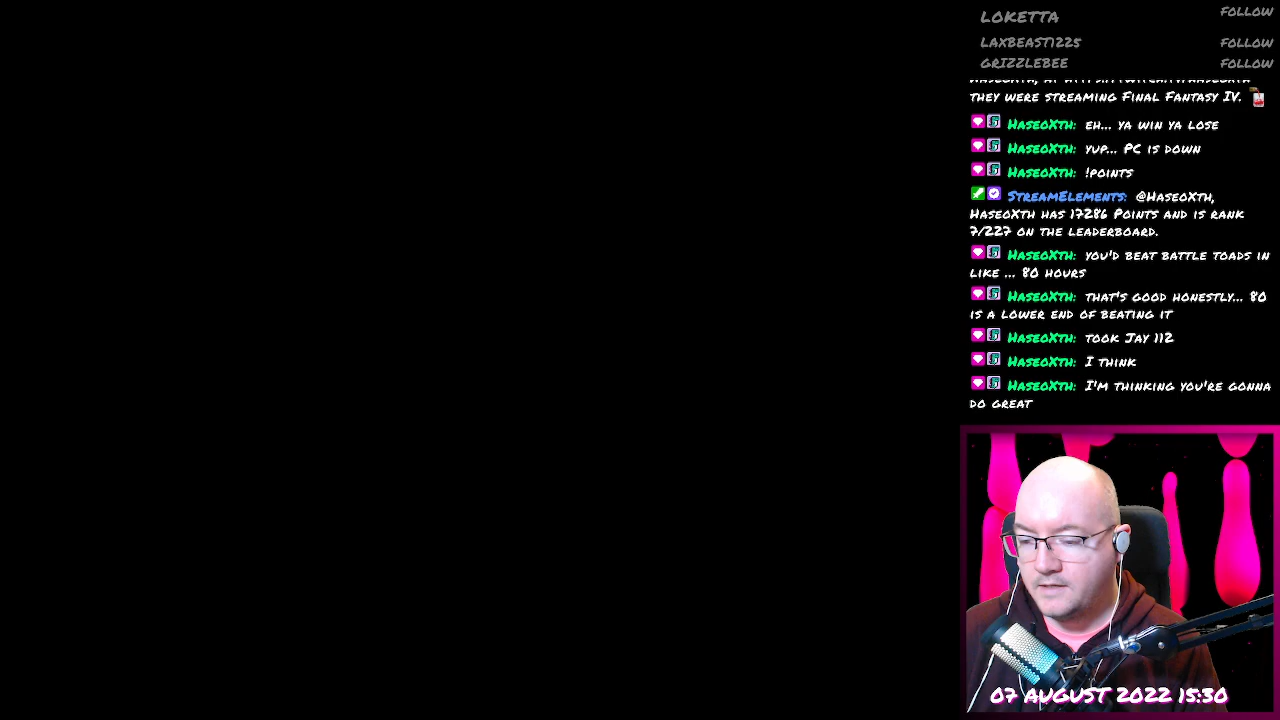 LOKETTA FOLLOW
LAXBEAST1225 FOLLOW
GRIZZLEBEE FOLLOW
THEY WERE STREAMING FINAL FANTASY IV.
HASEOXTH: EH... YA WIN YA LOSE
HASEOXTH: YUP... PC IS DOWN
HASEOXTH: !POINTS
STREAMELEMENTS: @HASEOXTH,
HASEOXTH HAS 17286 POINTS AND IS RANK
7/227 ON THE LEADERBOARD.
HASEOXTH: YOU'D BEAT BATTLE TOADS IN
LIKE ... 80 HOURS
HASEOXTH: THAT'S GOOD HONESTLY... 80
IS A LOWER END OF BEATING IT
HASEOXTH: TOOK JAY 112
HASEOXTH: I THINK
HASEOXTH: I'M THINKING YOU'RE GONNA
DO GREAT
07 AUGUST 2022 15:30